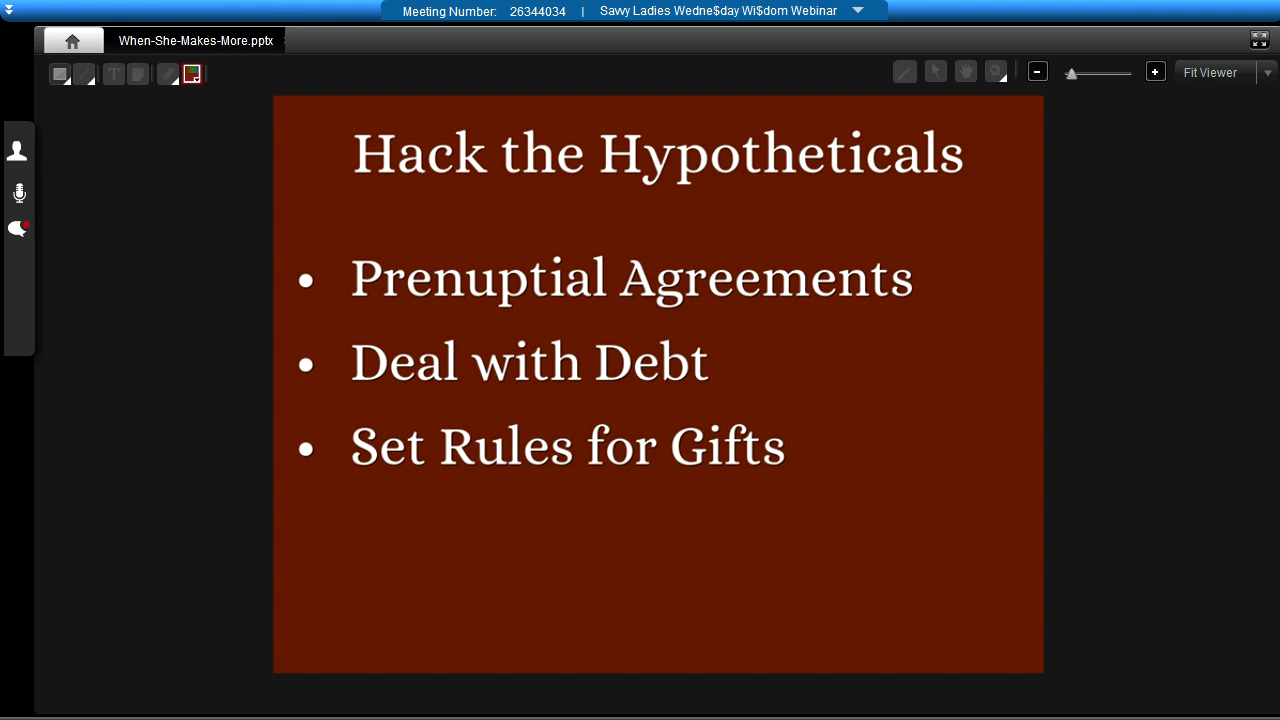 Meeting Number: 26344034 | Savvy Ladies Wedne$day Wi$dom Webinar
When-She-Makes-More.pptx
T
Fit Viewer
Hack the Hypotheticals
• Prenuptial Agreements
• Deal with Debt
• Set Rules for Gifts